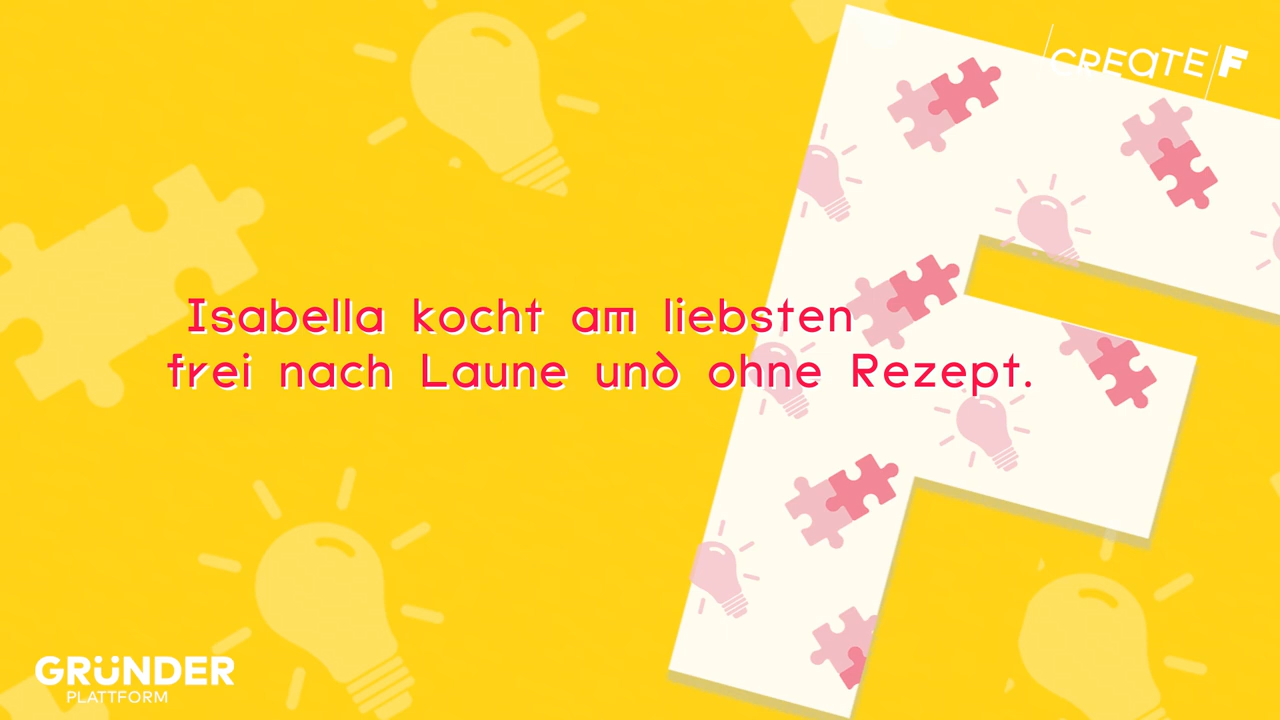 CREATE F
Isabella kocht am liebsten
frei nach Laune und ohne Rezept.
GRÜNDER
PLATTFORM